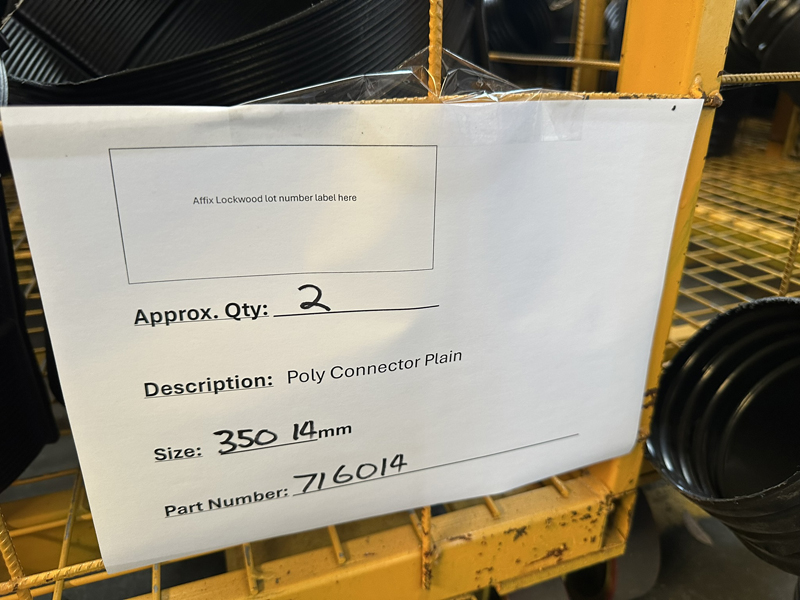 Affix Lockwood lot number label here
Approx. Qty: 2
Description: Poly Connector Plain
Size: 350 14mm
Part Number: 716014